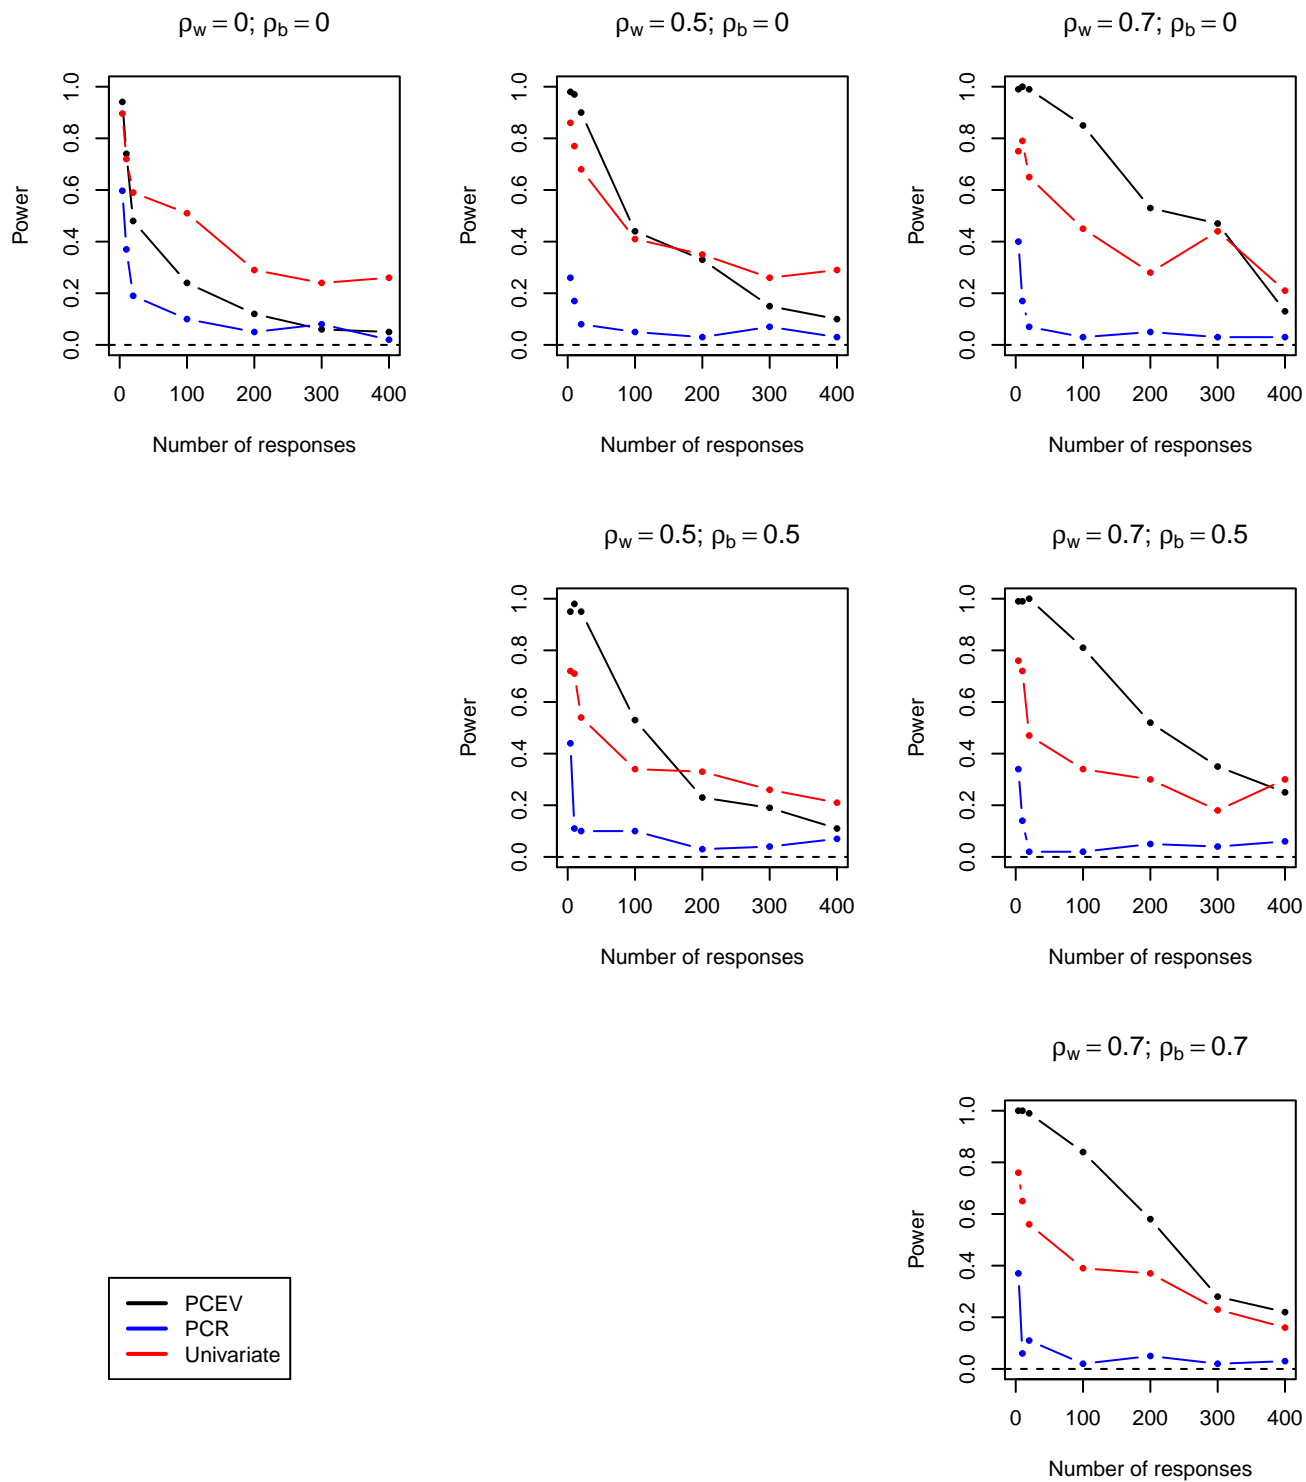 ρw = 0; ρb = 0
1.0
0.8
0.6
0.4
0.2
0.0
Power
0 100 200 300 400
Number of responses
ρw = 0.5; ρb = 0
1.0
0.8
0.6
0.4
0.2
0.0
Power
0 100 200 300 400
Number of responses
ρw = 0.7; ρb = 0
1.0
0.8
0.6
0.4
0.2
0.0
Power
0 100 200 300 400
Number of responses
ρw = 0.5; ρb = 0.5
1.0
0.8
0.6
0.4
0.2
0.0
Power
0 100 200 300 400
Number of responses
ρw = 0.7; ρb = 0.5
1.0
0.8
0.6
0.4
0.2
0.0
Power
0 100 200 300 400
Number of responses
ρw = 0.7; ρb = 0.7
1.0
0.8
0.6
0.4
0.2
0.0
Power
0 100 200 300 400
Number of responses
PCEV
PCR
Univariate